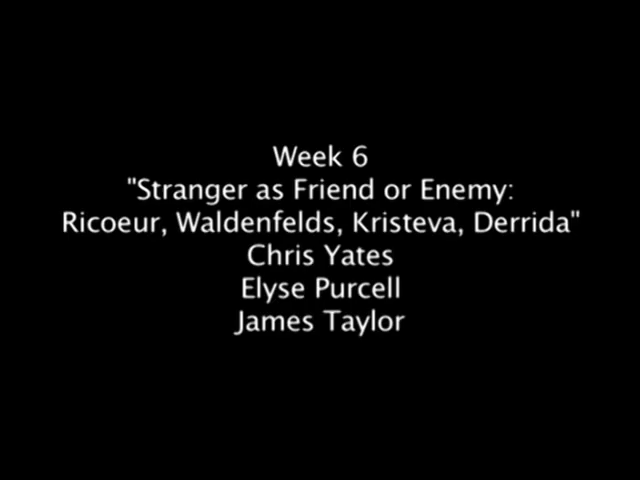 Week 6
"Stranger as Friend or Enemy:
Ricoeur, Waldenfelds, Kristeva, Derrida"
Chris Yates
Elyse Purcell
James Taylor